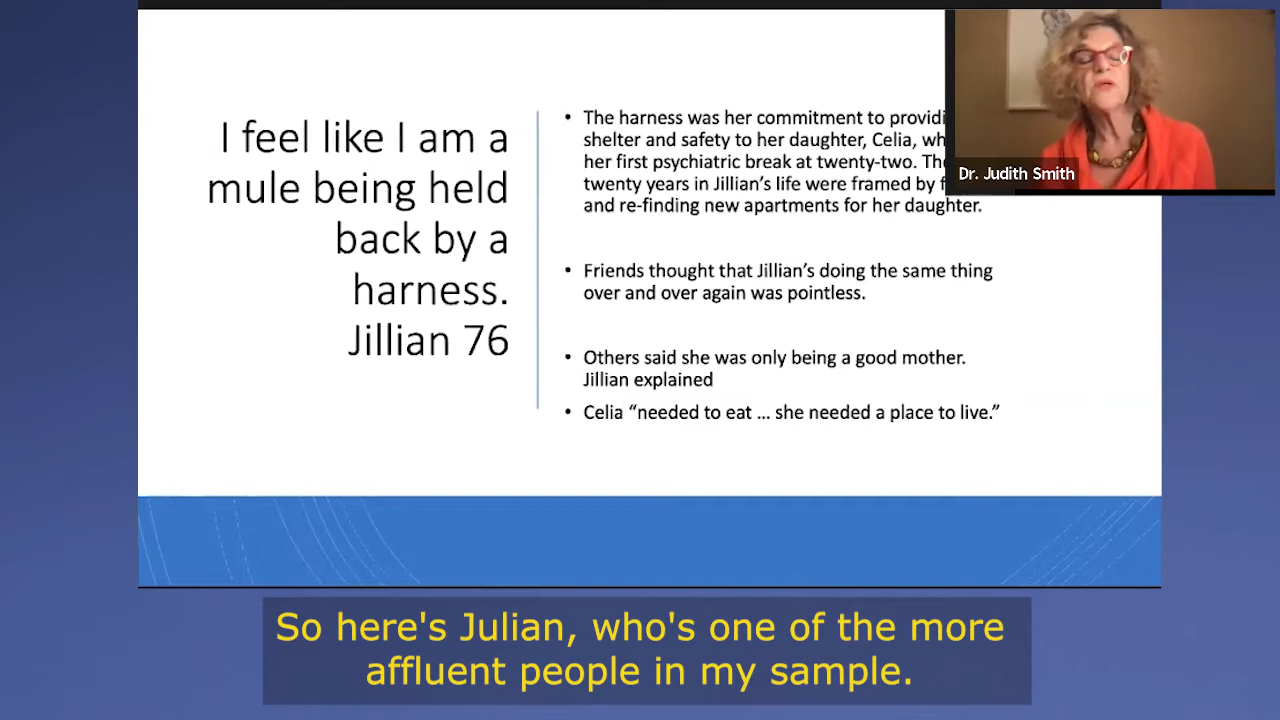 I feel like I am a
mule being held
back by a
harness.
Jillian 76
• The harness was her commitment to
shelter and safety to her daughter, Celia,
her first psychiatric break at twenty-two.
twenty years in Jillian's life were framed by
and re-finding new apartments for her daughter.
• Friends thought that Jillian's doing the same thing
over and over again was pointless.
• Others said she was only being a good mother.
Jillian explained
• Celia “needed to eat … she needed a place to live.”
Dr. Judith Smith
So here's Julian, who's one of the more
affluent people in my sample.